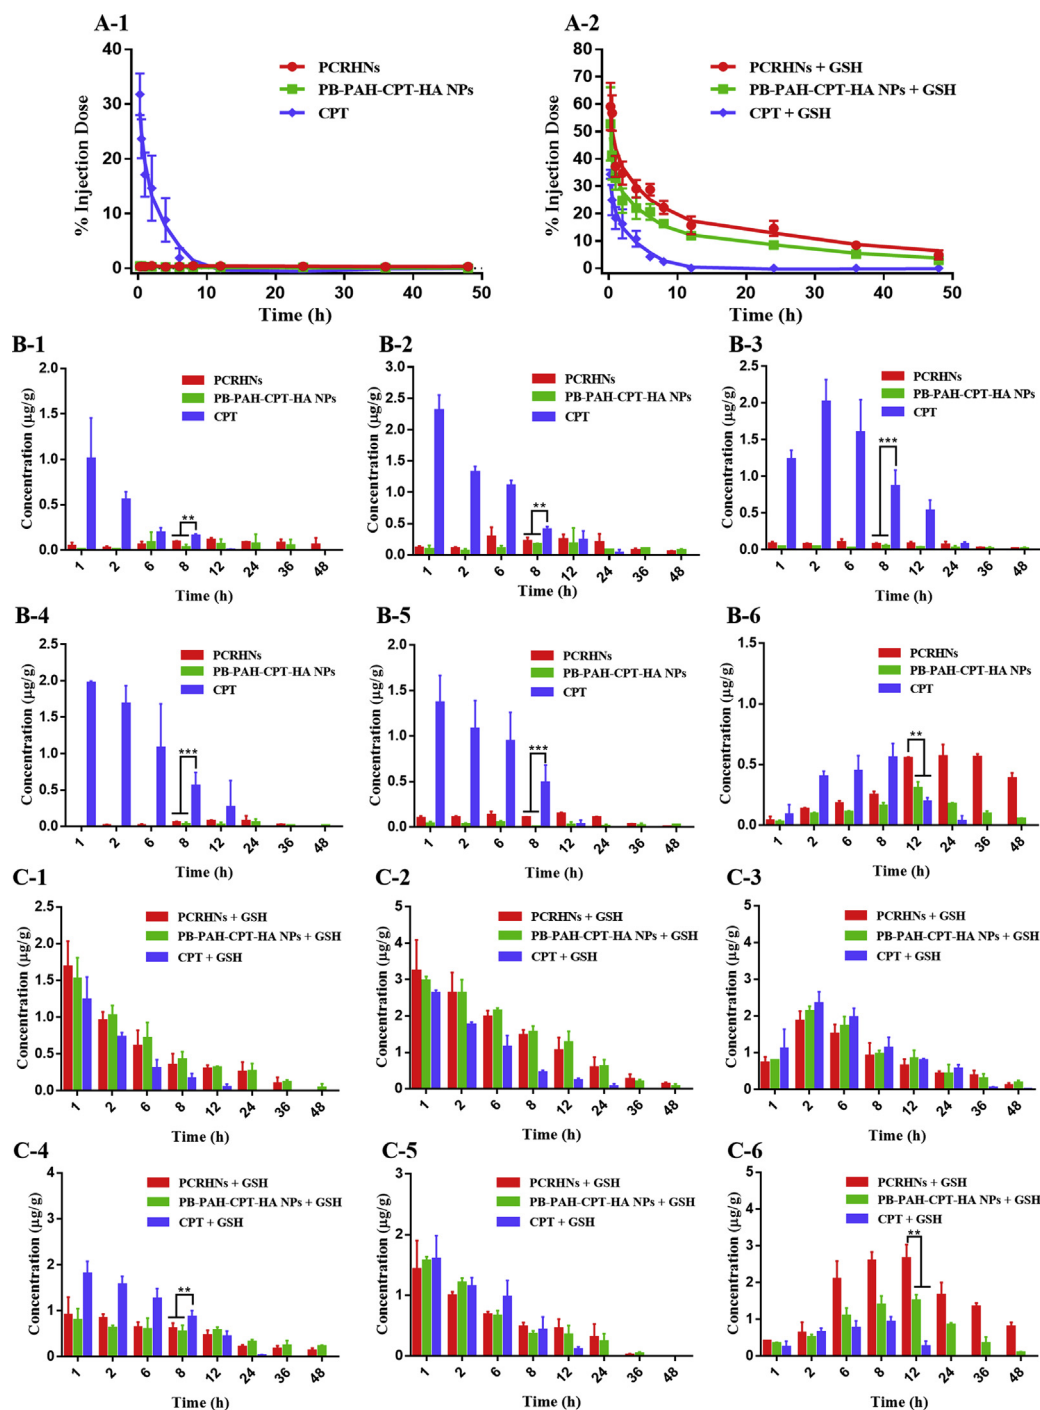 A-1
40
30
20
10
0
% Injection Dose
PCRHNs
PB-PAH-CPT-HA NPs
CPT
0 10 20 30 40 50
Time (h)
A-2
80
70
60
50
40
30
20
10
0
% Injection Dose
PCRHNs + GSH
PB-PAH-CPT-HA NPs + GSH
CPT + GSH
0 10 20 30 40 50
Time (h)
B-1
2.0
1.5
1.0
0.5
0.0
Concentration (µg/g)
PCRHNs
PB-PAH-CPT-HA NPs
CPT
**
1 2 6 8 12 24 36 48
Time (h)
B-2
3.0
2.5
2.0
1.5
1.0
0.5
0.0
Concentration (µg/g)
PCRHNs
PB-PAH-CPT-HA NPs
CPT
**
1 2 6 8 12 24 36 48
Time (h)
B-3
2.5
2.0
1.5
1.0
0.5
0.0
Concentration (µg/g)
PCRHNs
PB-PAH-CPT-HA NPs
CPT
***
1 2 6 8 12 24 36 48
Time (h)
B-4
2.5
2.0
1.5
1.0
0.5
0.0
Concentration (µg/g)
PCRHNs
PB-PAH-CPT-HA NPs
CPT
***
1 2 6 8 12 24 36 48
Time (h)
B-5
2.0
1.5
1.0
0.5
0.0
Concentration (µg/g)
PCRHNs
PB-PAH-CPT-HA NPs
CPT
***
1 2 6 8 12 24 36 48
Time (h)
B-6
1.5
1.0
0.5
0.0
Concentration (µg/g)
PCRHNs
PB-PAH-CPT-HA NPs
CPT
**
1 2 6 8 12 24 36 48
Time (h)
C-1
2.5
2.0
1.5
1.0
0.5
0.0
Concentration (µg/g)
PCRHNs + GSH
PB-PAH-CPT-HA NPs + GSH
CPT + GSH
1 2 6 8 12 24 36 48
Time (h)
C-2
5
4
3
2
1
0
Concentration (µg/g)
PCRHNs + GSH
PB-PAH-CPT-HA NPs + GSH
CPT + GSH
1 2 6 8 12 24 36 48
Time (h)
C-3
5
4
3
2
1
0
Concentration (µg/g)
PCRHNs + GSH
PB-PAH-CPT-HA NPs + GSH
CPT + GSH
1 2 6 8 12 24 36 48
Time (h)
C-4
4
3
2
1
0
Concentration (µg/g)
PCRHNs + GSH
PB-PAH-CPT-HA NPs + GSH
CPT + GSH
**
1 2 6 8 12 24 36 48
Time (h)
C-5
3
2
1
0
Concentration (µg/g)
PCRHNs + GSH
PB-PAH-CPT-HA NPs + GSH
CPT + GSH
1 2 6 8 12 24 36 48
Time (h)
C-6
5
4
3
2
1
0
Concentration (µg/g)
PCRHNs + GSH
PB-PAH-CPT-HA NPs + GSH
CPT + GSH
**
1 2 6 8 12 24 36 48
Time (h)